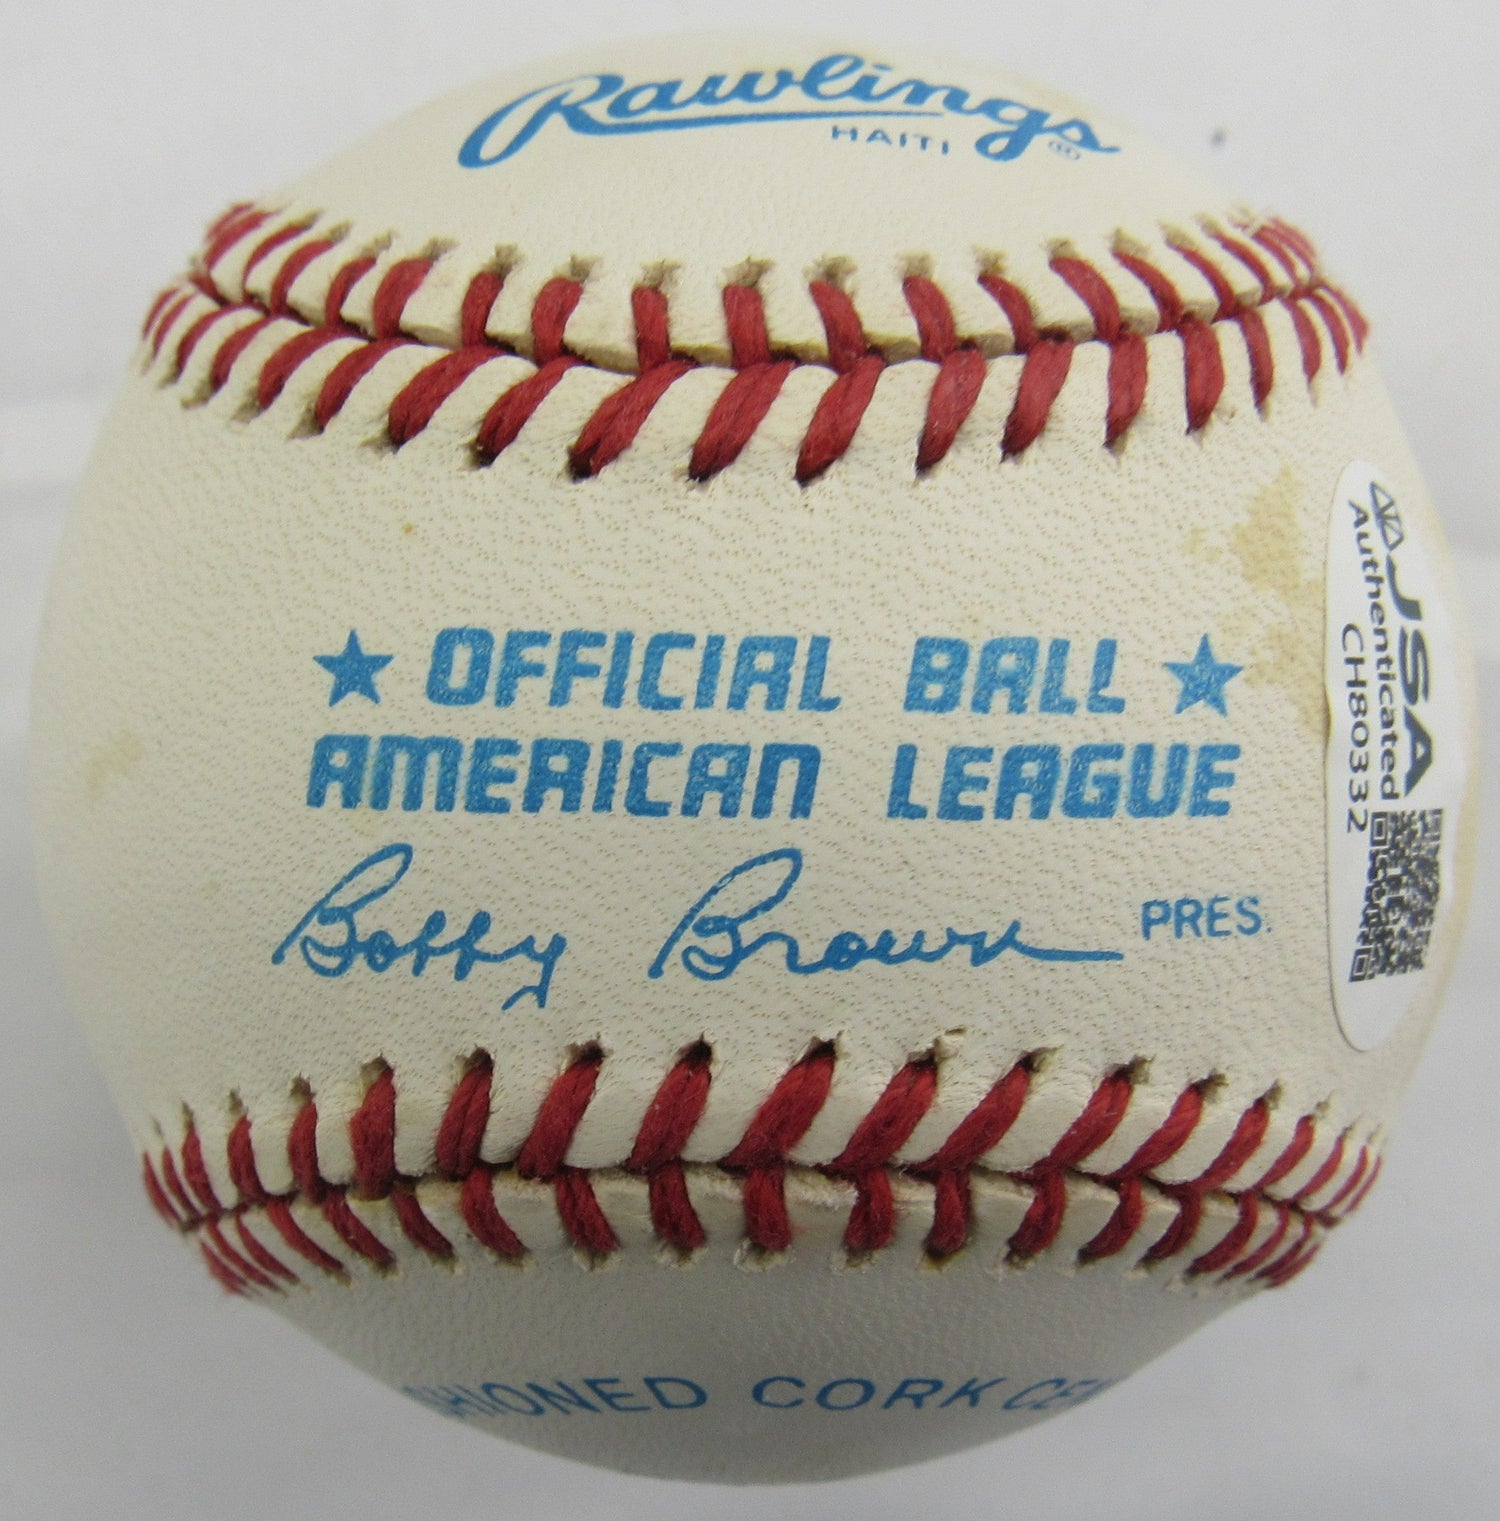 Rawlings
HAITI
★ OFFICIAL BALL ★
AMERICAN LEAGUE
Bobby Brown PRES.
JSA
Authenticated
CH80332
CORK